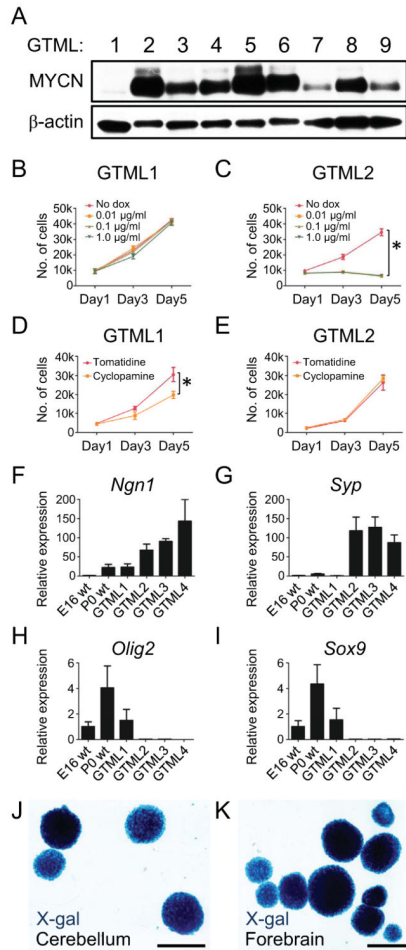 A
GTML: 1 2 3 4 5 6 7 8 9
MYCN
β-actin
B
GTML1
No. of cells
50k
40k
30k
20k
10k
0
No dox
0.01 µg/ml
0.1 µg/ml
1.0 µg/ml
Day1 Day3 Day5
C
GTML2
No. of cells
50k
40k
30k
20k
10k
0
No dox
0.01 µg/ml
0.1 µg/ml
1.0 µg/ml
*
Day1 Day3 Day5
D
GTML1
No. of cells
40k
30k
20k
10k
0
Tomatidine
Cyclopamine
*
Day1 Day3 Day5
E
GTML2
No. of cells
40k
30k
20k
10k
0
Tomatidine
Cyclopamine
Day1 Day3 Day5
F
Ngn1
Relative expression
200
150
100
50
0
E16 wt
P0 wt
GTML1
GTML2
GTML3
GTML4
G
Syp
Relative expression
200
150
100
50
0
E16 wt
P0 wt
GTML1
GTML2
GTML3
GTML4
H
Olig2
Relative expression
6
4
2
0
E16 wt
P0 wt
GTML1
GTML2
GTML3
GTML4
I
Sox9
Relative expression
6
4
2
0
E16 wt
P0 wt
GTML1
GTML2
GTML3
GTML4
J
X-gal
Cerebellum
K
X-gal
Forebrain